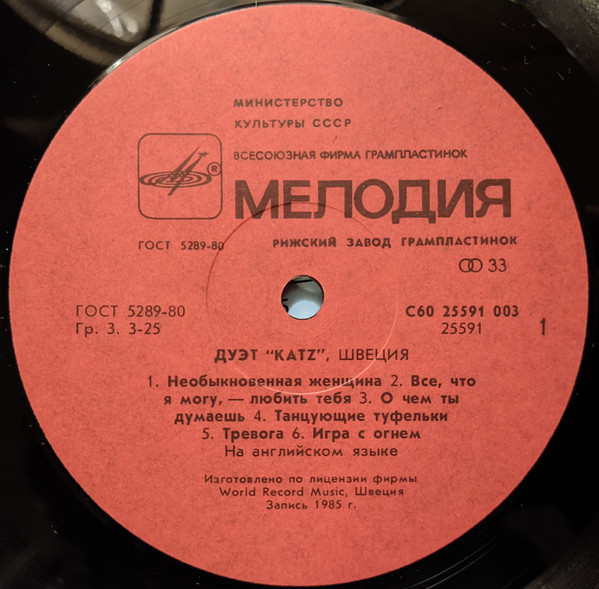 МИНИСТЕРСТВО
КУЛЬТУРЫ СССР
ВСЕСОЮЗНАЯ ФИРМА ГРАМПЛАСТИНОК
®
МЕЛОДИЯ
ГОСТ 5289-80 РИЖСКИЙ ЗАВОД ГРАМПЛАСТИНОК
33
ГОСТ 5289-80 С60 25591 003
Гр. 3. 3-25 25591 1
ДУЭТ "KATZ", ШВЕЦИЯ
1. Необыкновенная женщина 2. Все, что
я могу, — любить тебя 3. О чем ты
думаешь 4. Танцующие туфельки
5. Тревога 6. Игра с огнем
На английском языке
Изготовлено по лицензии фирмы
World Record Music, Швеция
Запись 1985 г.